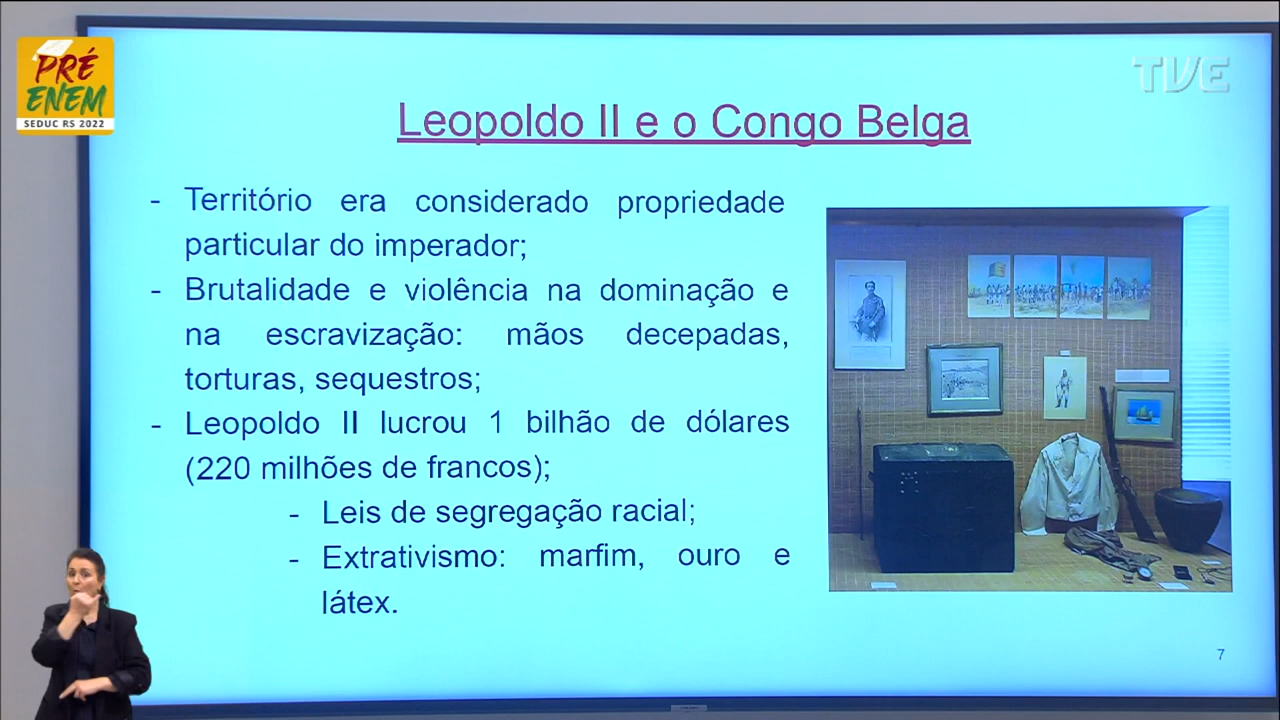 PRÉ
ENEM
SEDUC RS 2022
TVE
Leopoldo II e o Congo Belga
- Território era considerado propriedade
particular do imperador;
- Brutalidade e violência na dominação e
na escravização: mãos decepadas,
torturas, sequestros;
- Leopoldo II lucrou 1 bilhão de dólares
(220 milhões de francos);
- Leis de segregação racial;
- Extrativismo: marfim, ouro e
látex.
7